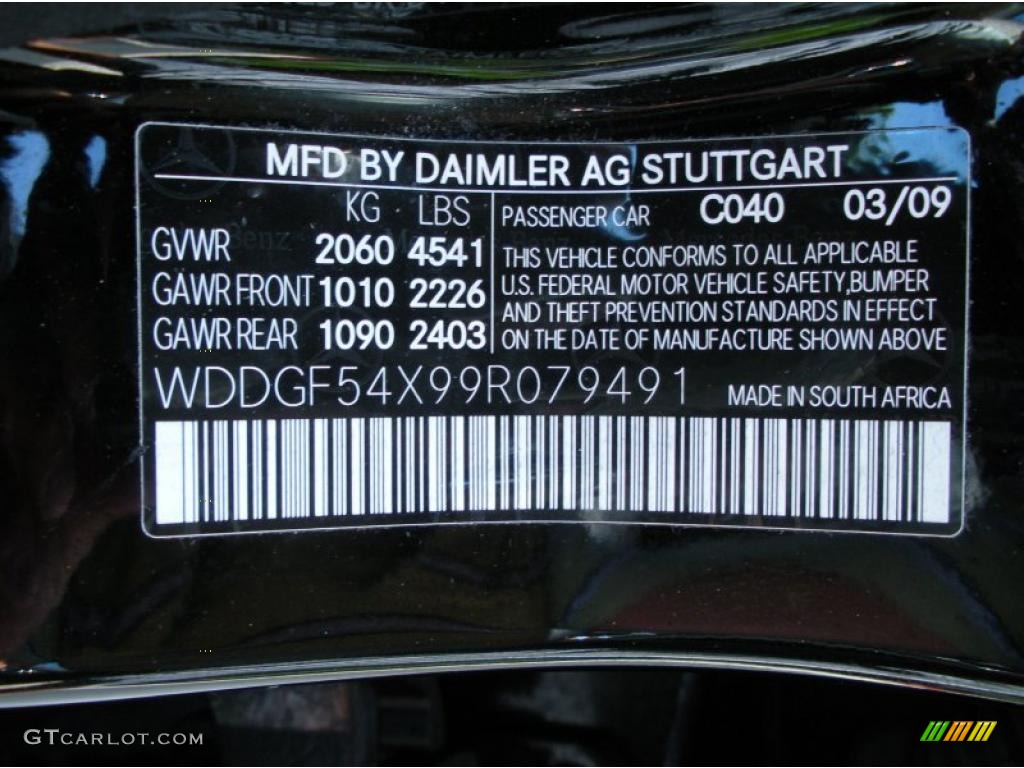 MFD BY DAIMLER AG STUTTGART
KG LBS
GVWR 2060 4541
GAWR FRONT 1010 2226
GAWR REAR 1090 2403
PASSENGER CAR C040 03/09
THIS VEHICLE CONFORMS TO ALL APPLICABLE
U.S. FEDERAL MOTOR VEHICLE SAFETY, BUMPER
AND THEFT PREVENTION STANDARDS IN EFFECT
ON THE DATE OF MANUFACTURE SHOWN ABOVE
WDDGF54X99R079491 MADE IN SOUTH AFRICA
GTCARLOT.COM